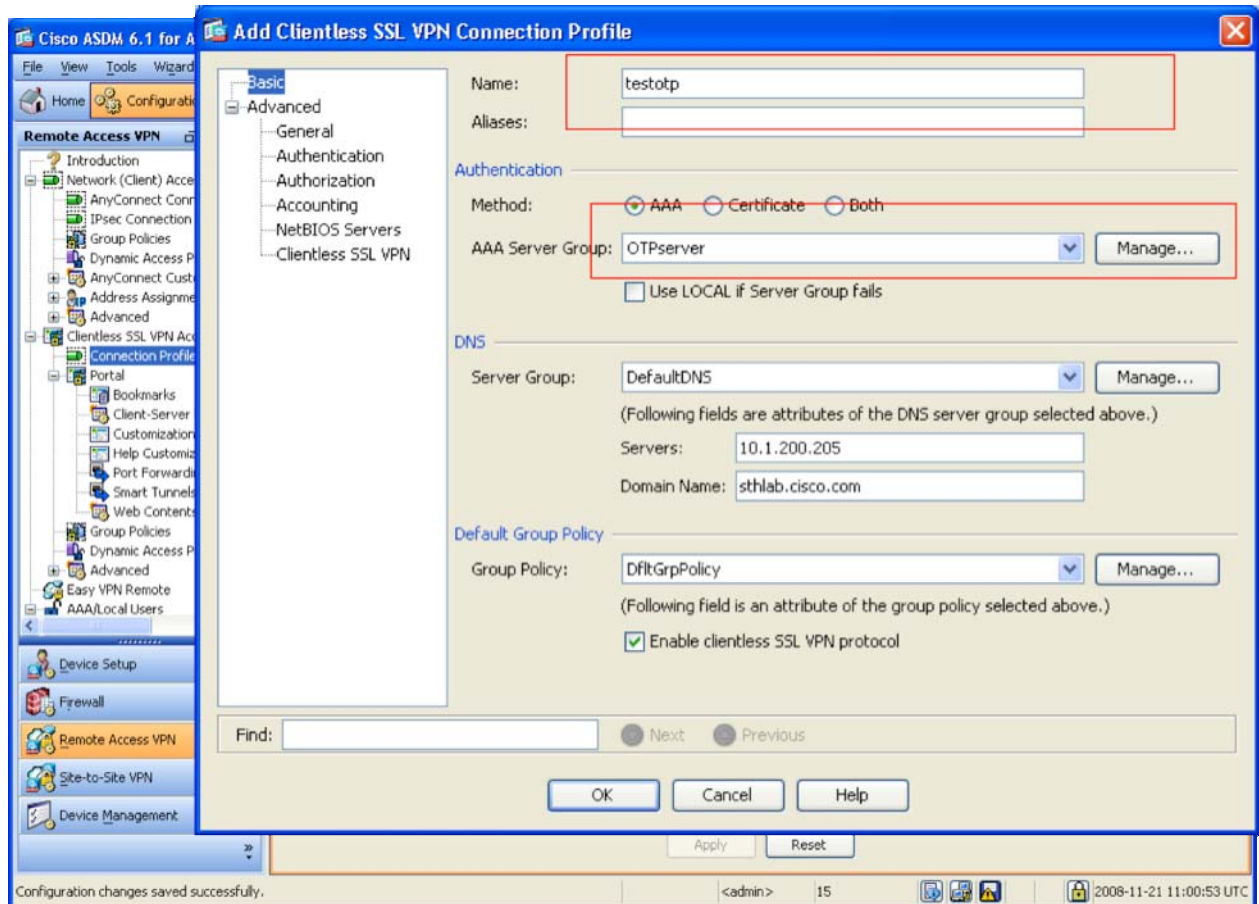 Cisco ASDM 6.1 for A
File View Tools Wizard
Home Configurati
Remote Access VPN
Introduction
Network (Client) Acce
AnyConnect Conn
IPsec Connection
Group Policies
Dynamic Access P
AnyConnect Custo
Address Assignme
Advanced
Clientless SSL VPN Acc
Connection Profile
Portal
Bookmarks
Client-Server
Customization
Help Customiz
Port Forwardi
Smart Tunnels
Web Contents
Group Policies
Dynamic Access P
Advanced
Easy VPN Remote
AAA/Local Users
Device Setup
Firewall
Remote Access VPN
Site-to-Site VPN
Device Management
Add Clientless SSL VPN Connection Profile
Basic
Advanced
General
Authentication
Authorization
Accounting
NetBIOS Servers
Clientless SSL VPN
Name: testotp
Aliases:
Authentication
Method: AAA Certificate Both
AAA Server Group: OTPserver Manage...
Use LOCAL if Server Group fails
DNS
Server Group: DefaultDNS Manage...
(Following fields are attributes of the DNS server group selected above.)
Servers: 10.1.200.205
Domain Name: sthlab.cisco.com
Default Group Policy
Group Policy: DfltGrpPolicy Manage...
(Following field is an attribute of the group policy selected above.)
Enable clientless SSL VPN protocol
Find: Next Previous
OK Cancel Help
Apply Reset
Configuration changes saved successfully. <admin> 15 2008-11-21 11:00:53 UTC